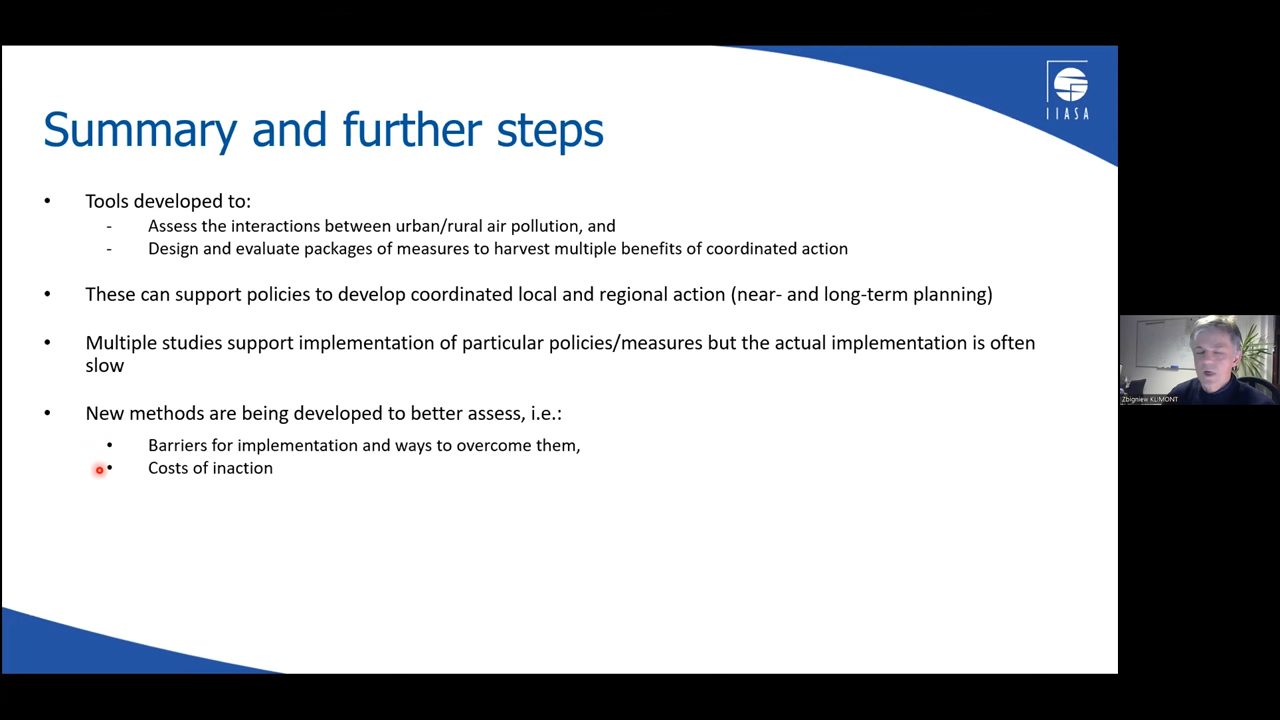 IIASA
Summary and further steps
• Tools developed to:
- Assess the interactions between urban/rural air pollution, and
- Design and evaluate packages of measures to harvest multiple benefits of coordinated action
• These can support policies to develop coordinated local and regional action (near- and long-term planning)
• Multiple studies support implementation of particular policies/measures but the actual implementation is often
slow
• New methods are being developed to better assess, i.e.:
• Barriers for implementation and ways to overcome them,
• Costs of inaction
Zbigniew KLIMONT